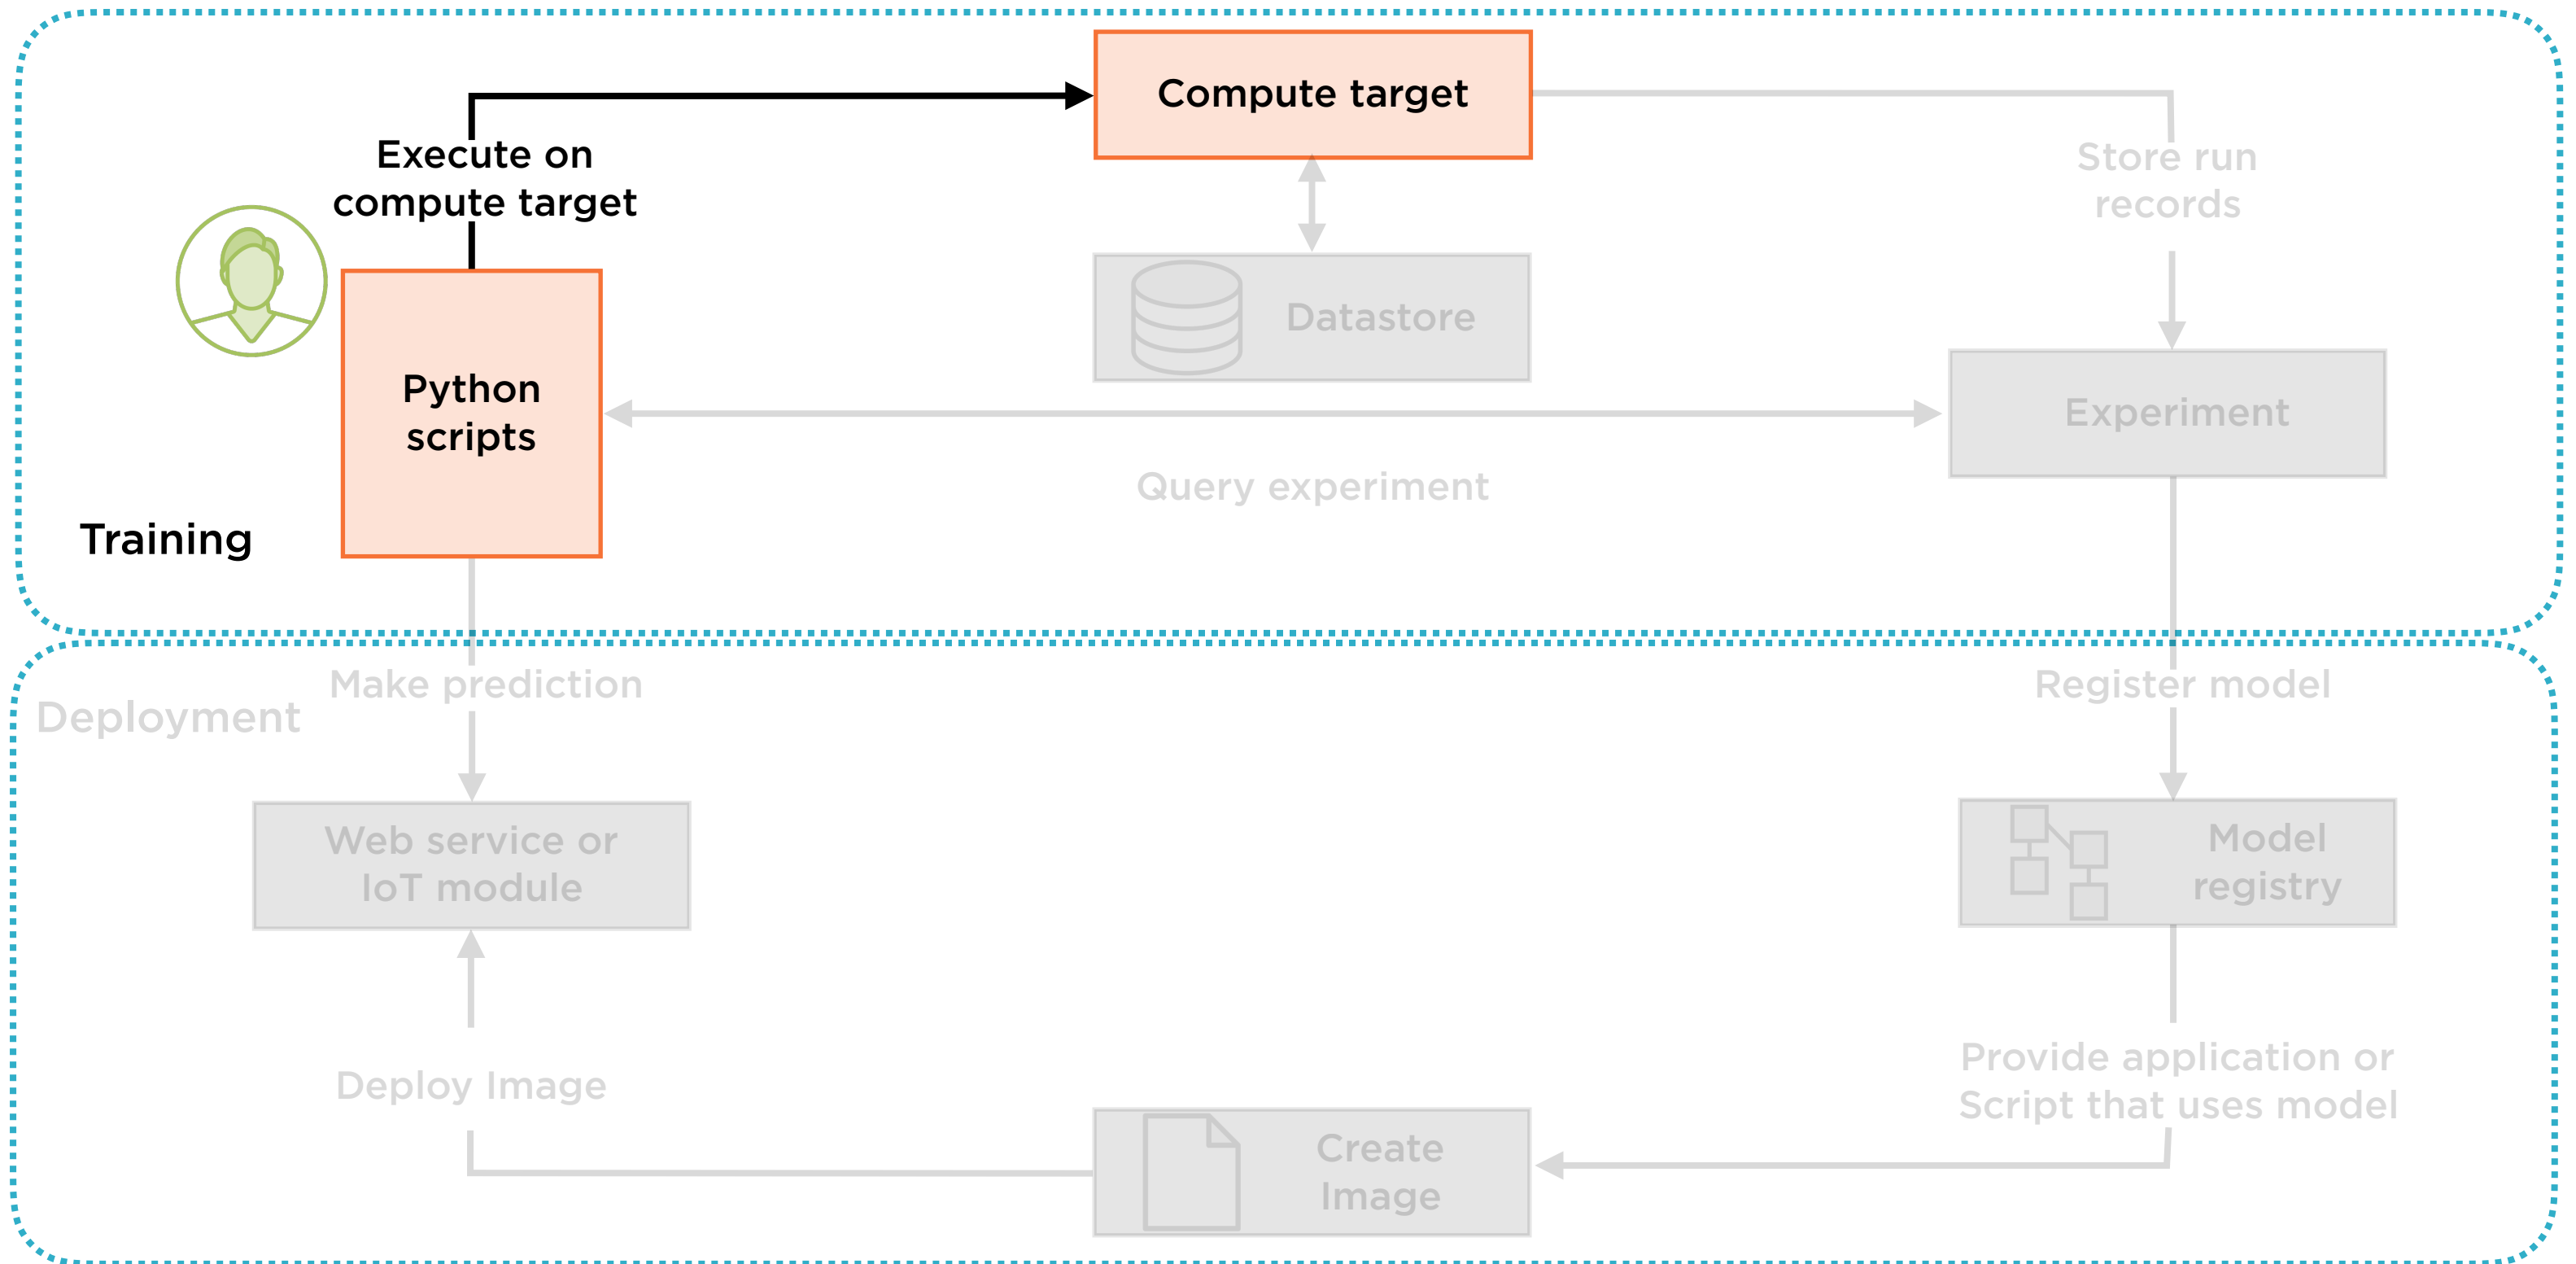 Compute target
Execute on
compute target
Store run
records
Datastore
Python
scripts
Experiment
Query experiment
Training
Make prediction
Register model
Deployment
Web service or
IoT module
Model
registry
Provide application or
Script that uses model
Deploy Image
Create
Image